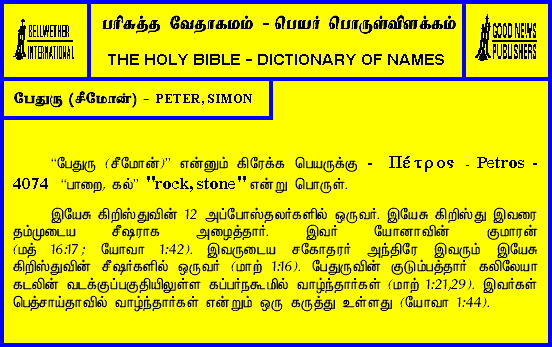 BELLWETHER
INTERNATIONAL
பரிசுத்த வேதாகமம் - பெயர் பொருள்விளக்கம்
THE HOLY BIBLE - DICTIONARY OF NAMES
GOOD NEWS
PUBLISHERS
பேதுரு (சீமோன்) - PETER, SIMON
“பேதுரு (சீமோன்)” என்னும் கிரேக்க பெயருக்கு - Πέτρος - Petros -
4074 “பாறை, கல்” "rock, stone" என்று பொருள்.
இயேசு கிறிஸ்துவின் 12 அப்போஸ்தலர்களில் ஒருவர். இயேசு கிறிஸ்து இவரை
தம்முடைய சீஷராக அழைத்தார். இவர் யோனாவின் குமாரன்
(மத் 16:17; யோவா 1:42). இவருடைய சகோதரர் அந்திரே இவரும் இயேசு
கிறிஸ்துவின் சீஷர்களில் ஒருவர் (மாற் 1:16). பேதுருவின் குடும்பத்தார் கலிலேயா
கடலின் வடக்குப்பகுதியிலுள்ள கப்பர்நகூமில் வாழ்ந்தார்கள் (மாற் 1:21,29). இவர்கள்
பெத்சாய்தாவில் வாழ்ந்தார்கள் என்றும் ஒரு கருத்து உள்ளது (யோவா 1:44).